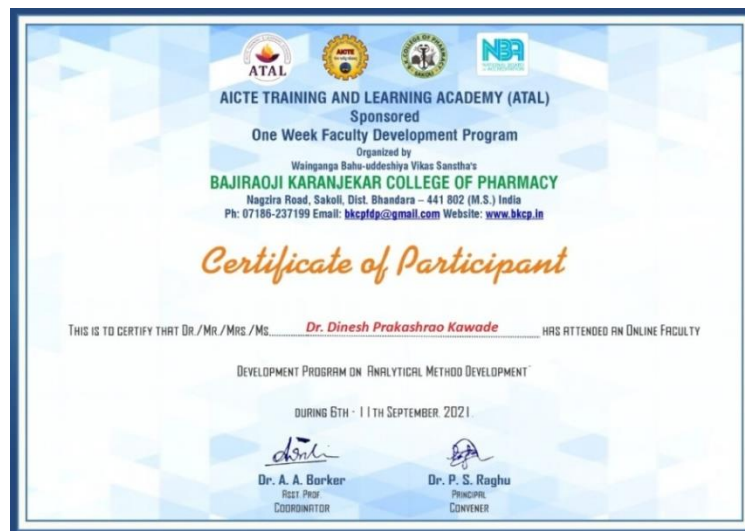 ATAL
AICTE
NBA
AICTE TRAINING AND LEARNING ACADEMY (ATAL)
Sponsored
One Week Faculty Development Program
Organized by
Wainganga Bahu-uddeshiya Vikas Sanstha's
BAJIRAOJI KARANJEKAR COLLEGE OF PHARMACY
Nagzira Road, Sakoli, Dist. Bhandara – 441 802 (M.S.) India
Ph: 07186-237199 Email: bkcpfdp@gmail.com Website: www.bkcp.in
Certificate of Participant
This is to certify that Dr./Mr./Mrs./Ms. Dr. Dinesh Prakashrao Kawade has attended an Online Faculty
Development Program on Analytical Method Development"
during 6th - 11th September, 2021.
Dr. A. A. Borker Dr. P. S. Raghu
Asst. Prof. Principal
Coordinator Convener